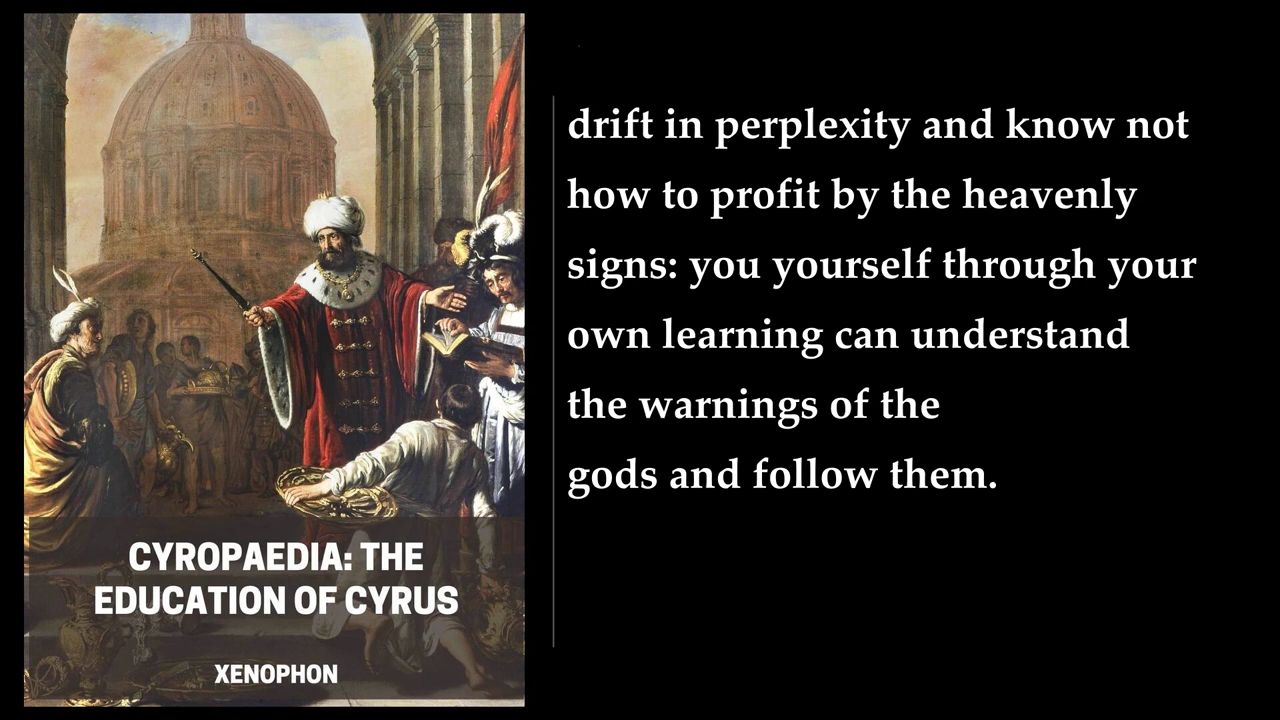 CYROPAEDIA: THE
EDUCATION OF CYRUS
XENOPHON
drift in perplexity and know not
how to profit by the heavenly
signs: you yourself through your
own learning can understand
the warnings of the
gods and follow them.